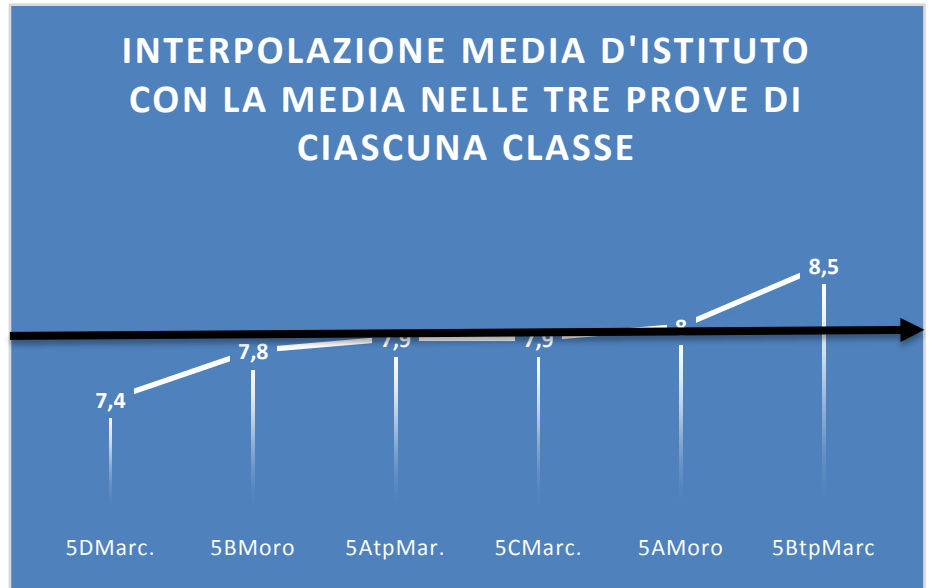 INTERPOLAZIONE MEDIA D'ISTITUTO
CON LA MEDIA NELLE TRE PROVE DI
CIASCUNA CLASSE
7,4
7,8
7,9
7,9
8
8,5
5DMarc.
5BMoro
5AtpMar.
5CMarc.
5AMoro
5BtpMarc